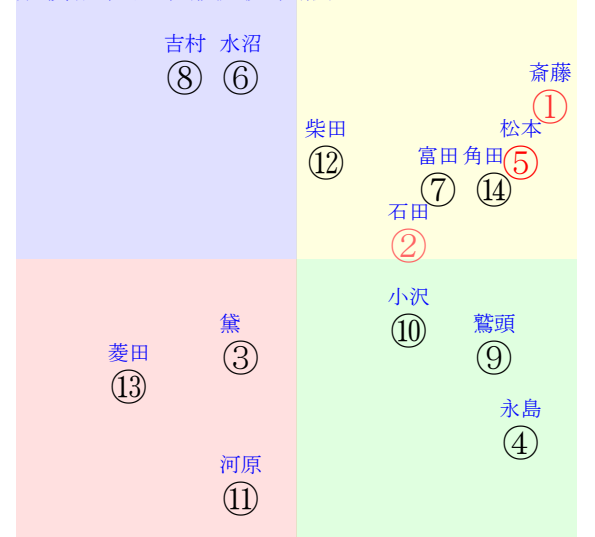 吉村 水沼
⑧ ⑥
斎藤
①
柴田
⑫
松本
⑤
富田 角田
⑦ ⑭
石田
②
小沢
⑩
鷲頭
⑨
黛
③
菱田
⑬
永島
④
河原
⑪